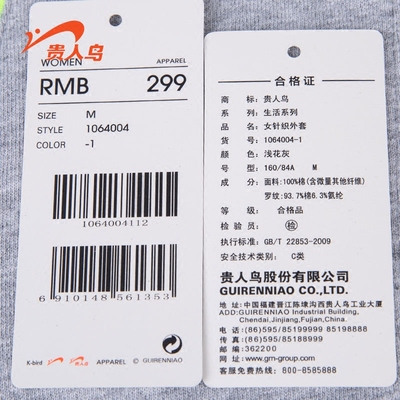 贵人鸟
WOMEN APPAREL
RMB 299
SIZE M
STYLE 1064004
COLOR -1
1064004112
6 910148 561353
K-bird 贵人鸟 APPAREL © GUIRENNIAO
合格证
商 标: 贵人鸟
系 列: 生活系列
品 名: 女针织外套
货 号: 1064004-1
颜 色: 浅花灰
型 号: 160/84A M
成 分: 面料:100%棉(含微量其他纤维)
罗纹:93.7%棉6.3%氨纶
等 级: 合格品
检 验 员: 检
执行标准: GB/T 22853-2009
安全技术类别: C类
贵人鸟股份有限公司
GUIRENNIAO CO.,LTD.
地 址:中国福建晋江陈埭沟西贵人鸟工业大厦
ADD:GUIRENNIAO Industrial Building,
Chendai,Jinjiang,Fujian,China.
电 话:(86)595/85199999 85198888
传 真:(86)595/85988888
邮 编:362200
http://www.grn-group.com
客服免费热线: 800-8585888